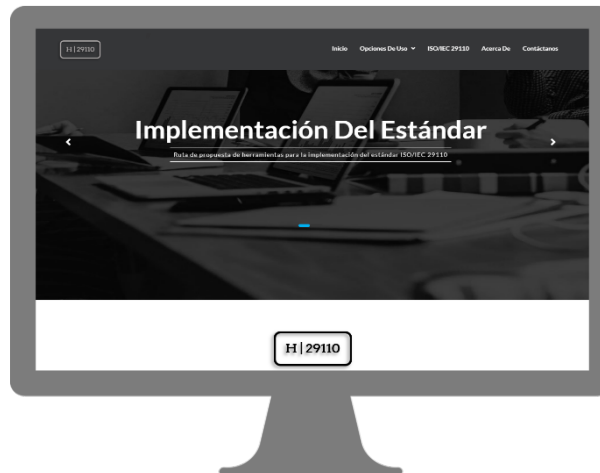 H | 29110
Inicio Opciones De Uso ISO/IEC 29110 Acerca De Contáctanos
Implementación Del Estándar
Ruta de propuesta de herramientas para la implementación del estándar ISO/IEC 29110
H | 29110